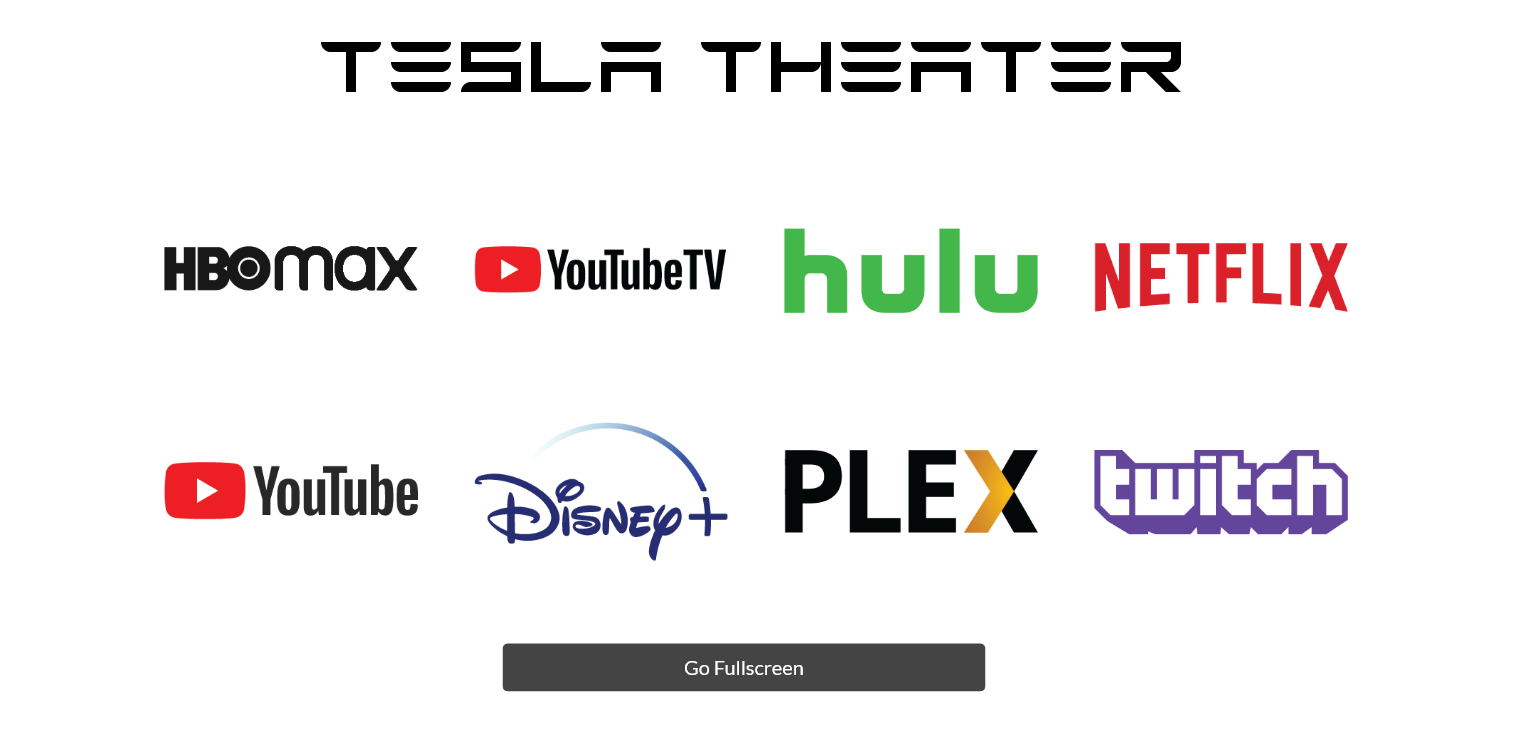 TESLA THEATER
HBOmax YouTubeTV hulu NETFLIX
YouTube Disney+ PLEX twitch
Go Fullscreen